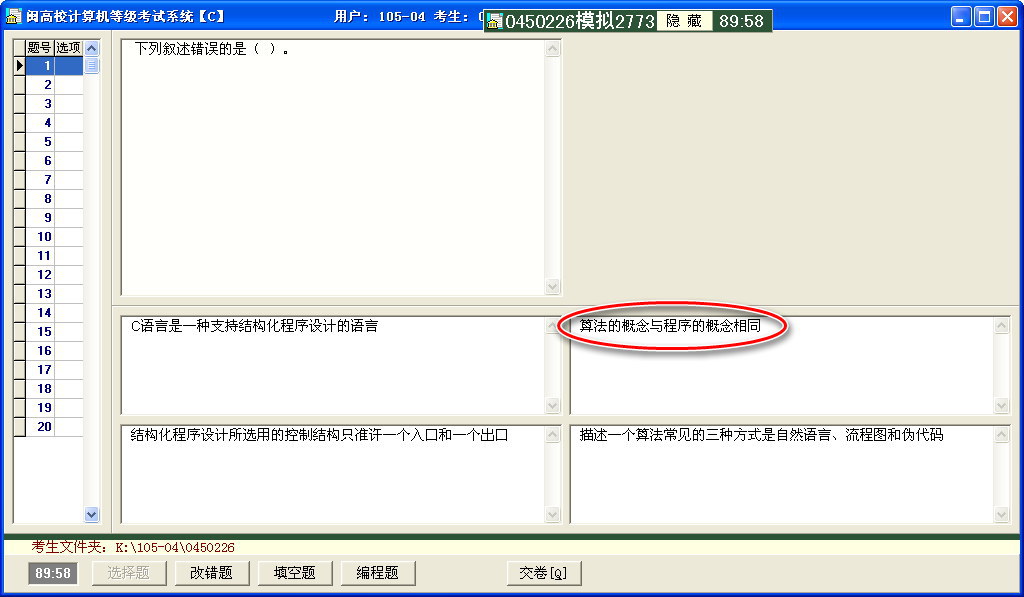 闽高校计算机等级考试系统【C】
用户: 105-04 考生:
0450226模拟2773 隐 藏 89:58
题号 选项
1
2
3
4
5
6
7
8
9
10
11
12
13
14
15
16
17
18
19
20
下列叙述错误的是（ ）。
C语言是一种支持结构化程序设计的语言
算法的概念与程序的概念相同
结构化程序设计所选用的控制结构只准许一个入口和一个出口
描述一个算法常见的三种方式是自然语言、流程图和伪代码
考生文件夹: K:\105-04\0450226
89:58 选择题 改错题 填空题 编程题 交卷[Q]